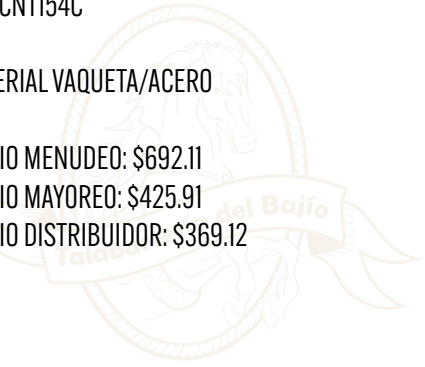 CNT154C
ERIAL VAQUETA/ACERO
IO MENUDEO: $692.11
IO MAYOREO: $425.91
IO DISTRIBUIDOR: $369.12
del Bajío